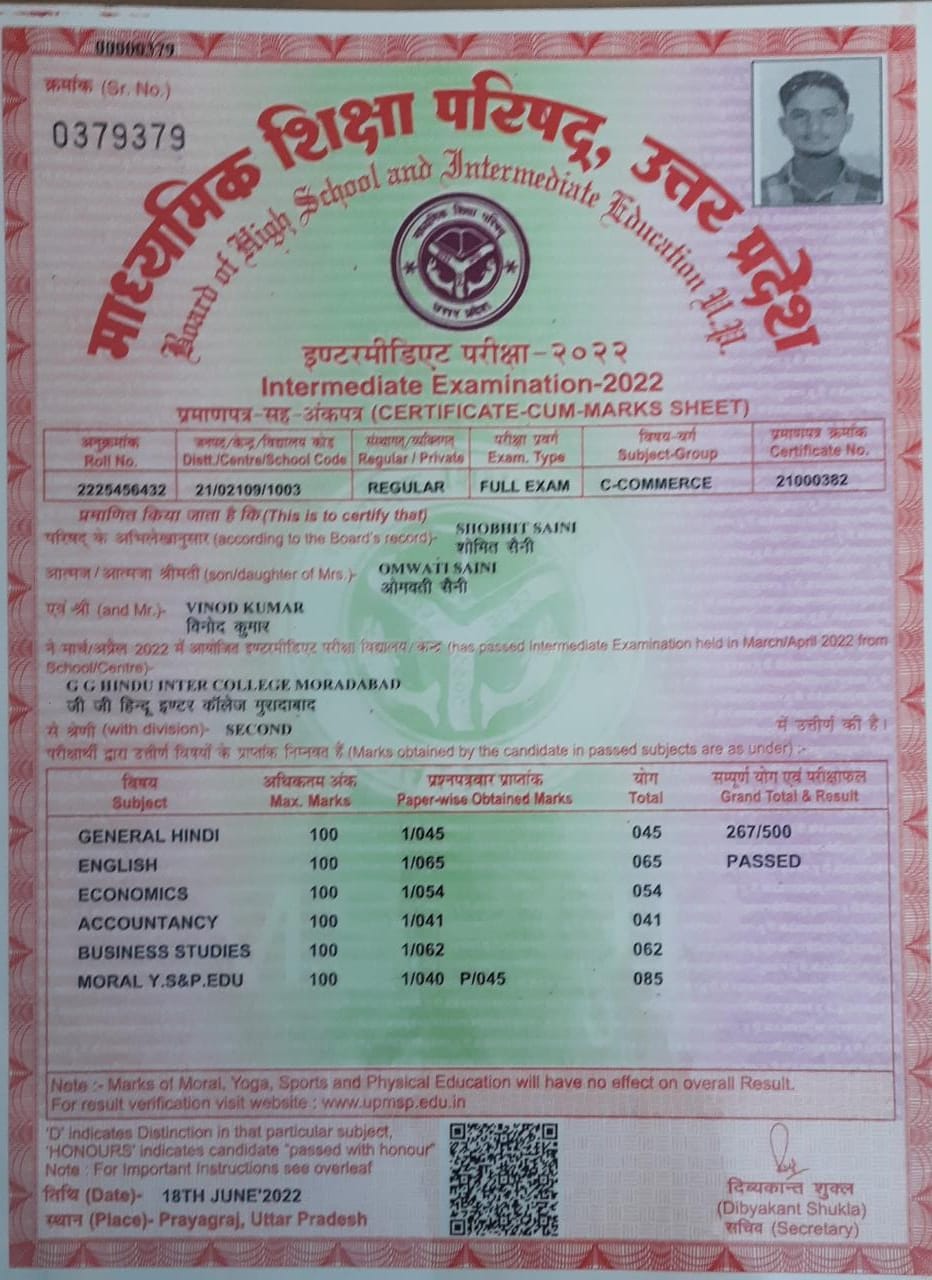 00000379
क्रमांक (Sr. No.)
0379379
माध्यमिक शिक्षा परिषद्, उत्तर प्रदेश
Board of High School and Intermediate Education U.P.
माध्यमिक शिक्षा परिषद
उत्तर प्रदेश
इण्टरमीडिएट परीक्षा-२०२२
Intermediate Examination-2022
प्रमाणपत्र-सह-अंकपत्र (CERTIFICATE-CUM-MARKS SHEET)
अनुक्रमांक जनपद/केन्द्र/विद्यालय कोड संस्थागत/व्यक्तिगत परीक्षा प्रवर्ग विषय-वर्ग प्रमाणपत्र क्रमांक
Roll No. Distt./Centre/School Code Regular / Private Exam. Type Subject-Group Certificate No.
2225456432 21/02109/1003 REGULAR FULL EXAM C-COMMERCE 21000382
प्रमाणित किया जाता है कि (This is to certify that)
परिषद् के अभिलेखानुसार (according to the Board's record)- SHOBHIT SAINI
शोभित सैनी
आत्मज / आत्मजा श्रीमती (son/daughter of Mrs.)- OMWATI SAINI
ओमवती सैनी
एवं श्री (and Mr.)- VINOD KUMAR
विनोद कुमार
ने मार्च/अप्रैल 2022 में आयोजित इण्टरमीडिएट परीक्षा विद्यालय/केन्द्र (has passed Intermediate Examination held in March/April 2022 from
School/Centre)-
G G HINDU INTER COLLEGE MORADABAD
जी जी हिन्दू इण्टर कॉलेज मुरादाबाद
से श्रेणी (with division)- SECOND में उत्तीर्ण की है।
परीक्षार्थी द्वारा उत्तीर्ण विषयों के प्राप्तांक निम्नवत हैं (Marks obtained by the candidate in passed subjects are as under) :-
विषय अधिकतम अंक प्रश्नपत्रवार प्राप्तांक योग सम्पूर्ण योग एवं परीक्षाफल
Subject Max. Marks Paper-wise Obtained Marks Total Grand Total & Result
GENERAL HINDI 100 1/045 045 267/500
ENGLISH 100 1/065 065 PASSED
ECONOMICS 100 1/054 054
ACCOUNTANCY 100 1/041 041
BUSINESS STUDIES 100 1/062 062
MORAL Y.S&P.EDU 100 1/040 P/045 085
Note :- Marks of Moral, Yoga, Sports and Physical Education will have no effect on overall Result.
For result verification visit website : www.upmsp.edu.in
'D' indicates Distinction in that particular subject,
'HONOURS' indicates candidate "passed with honour"
Note : For Important Instructions see overleaf
तिथि (Date)- 18TH JUNE'2022
स्थान (Place)- Prayagraj, Uttar Pradesh
दिव्यकान्त शुक्ल
(Dibyakant Shukla)
सचिव (Secretary)